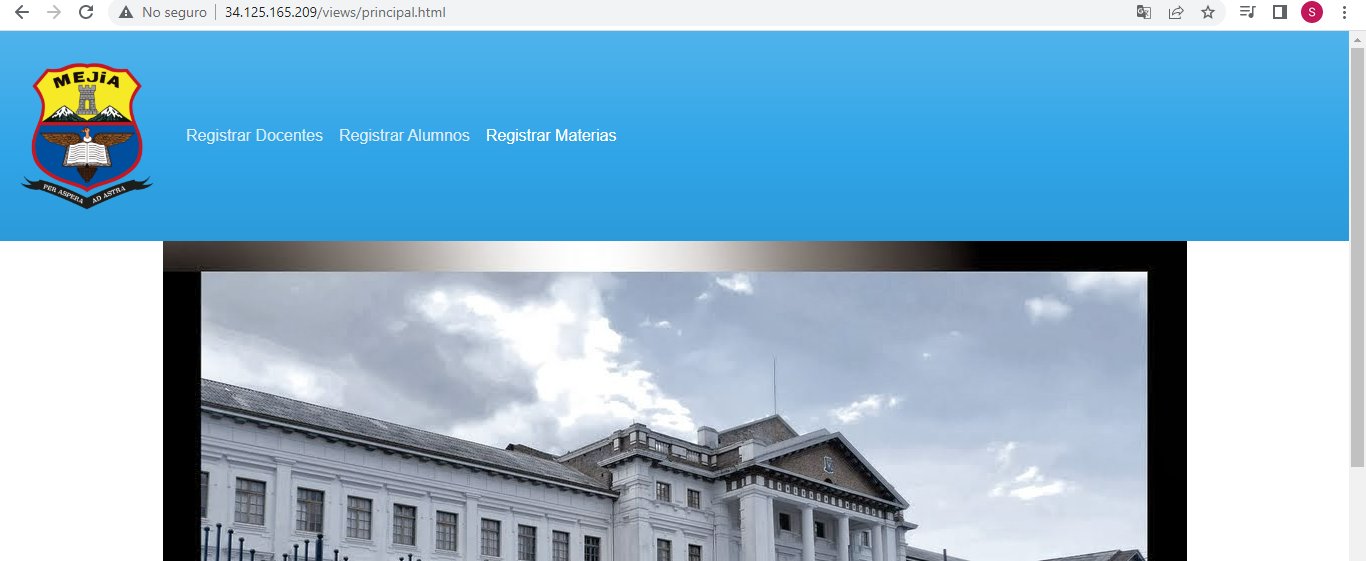 No seguro
34.125.165.209/views/principal.html
S
MEJÍA
PER ASPERA AD ASTRA
Registrar Docentes
Registrar Alumnos
Registrar Materias